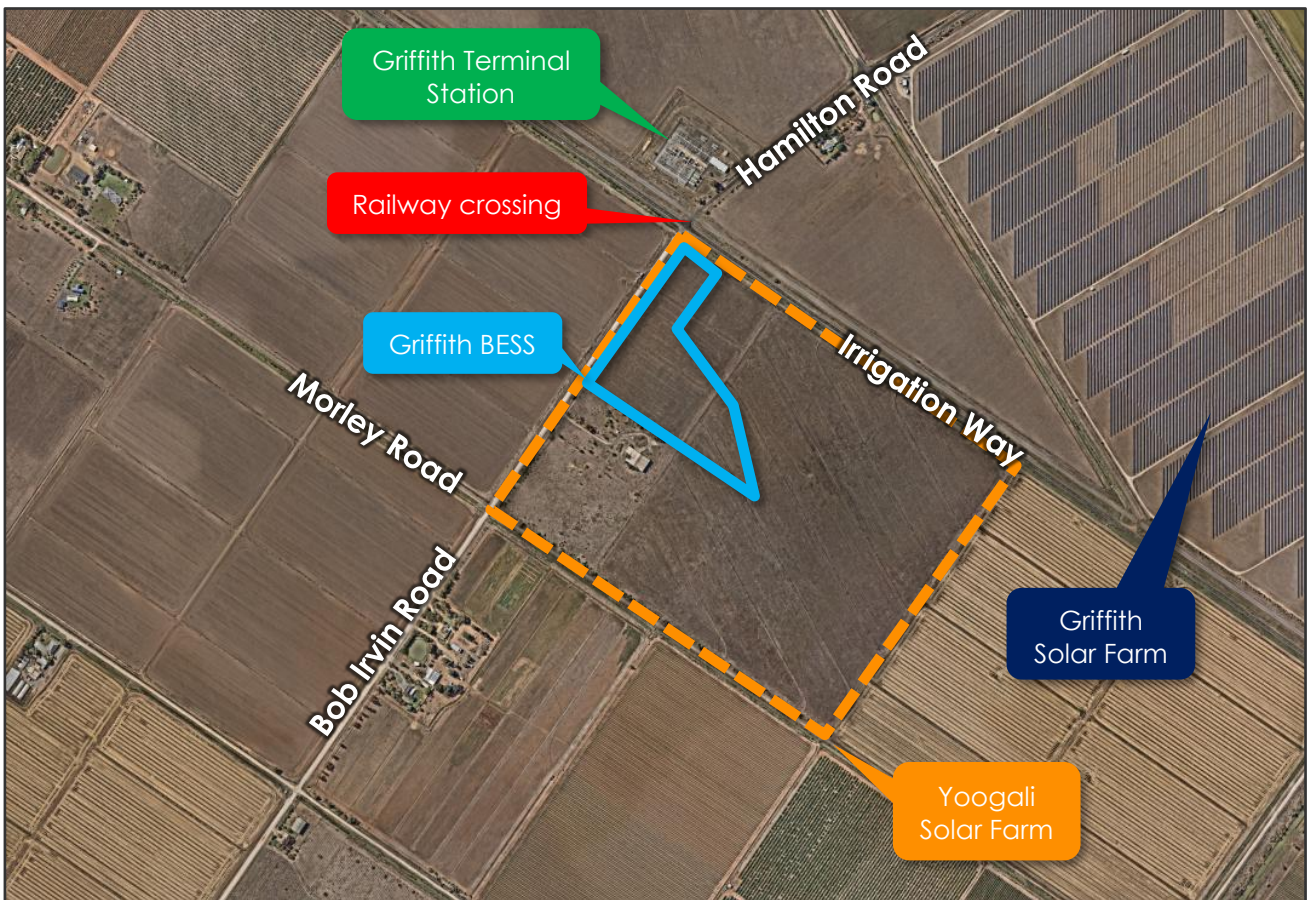 Griffith Terminal
Station
Hamilton Road
Railway crossing
Griffith BESS
Irrigation Way
Morley Road
Bob Irvin Road
Griffith
Solar Farm
Yoogali
Solar Farm